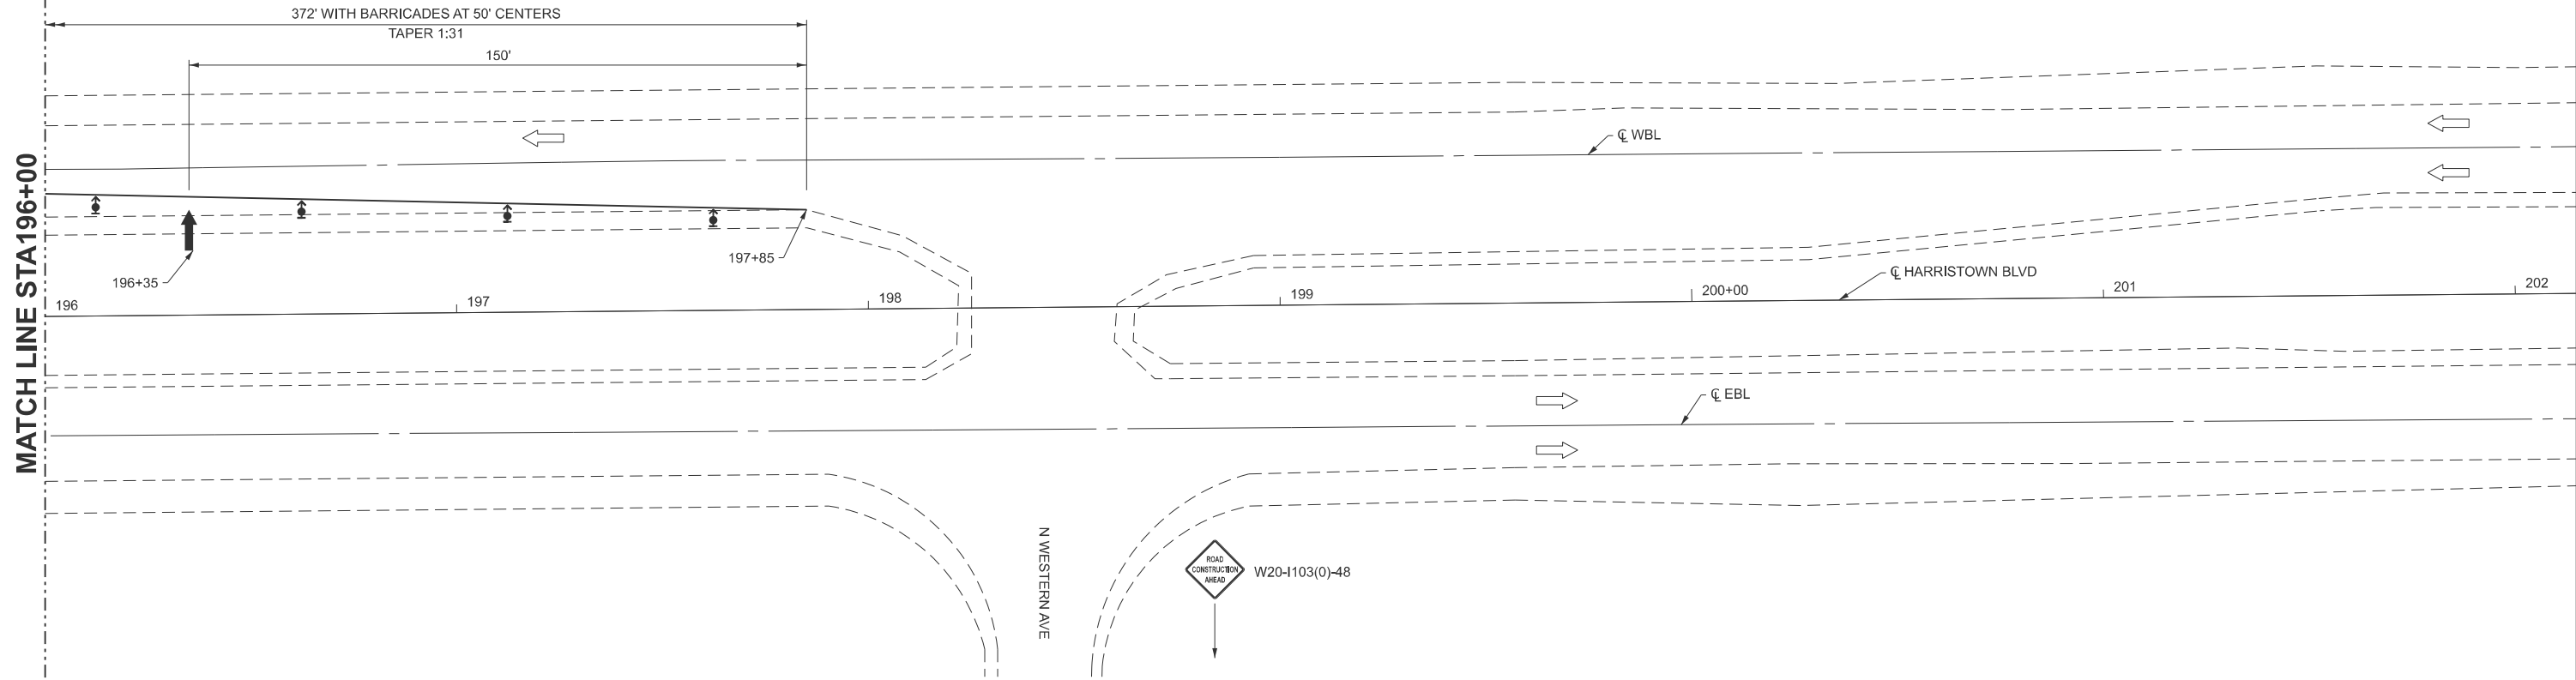 372' WITH BARRICADES AT 50' CENTERS
TAPER 1:31
150'
℄ WBL
MATCH LINE STA196+00
196+35
197+85
℄ HARRISTOWN BLVD
196
197
198
199
200+00
201
202
℄ EBL
N WESTERN AVE
ROAD
CONSTRUCTION
AHEAD
W20-I103(0)-48